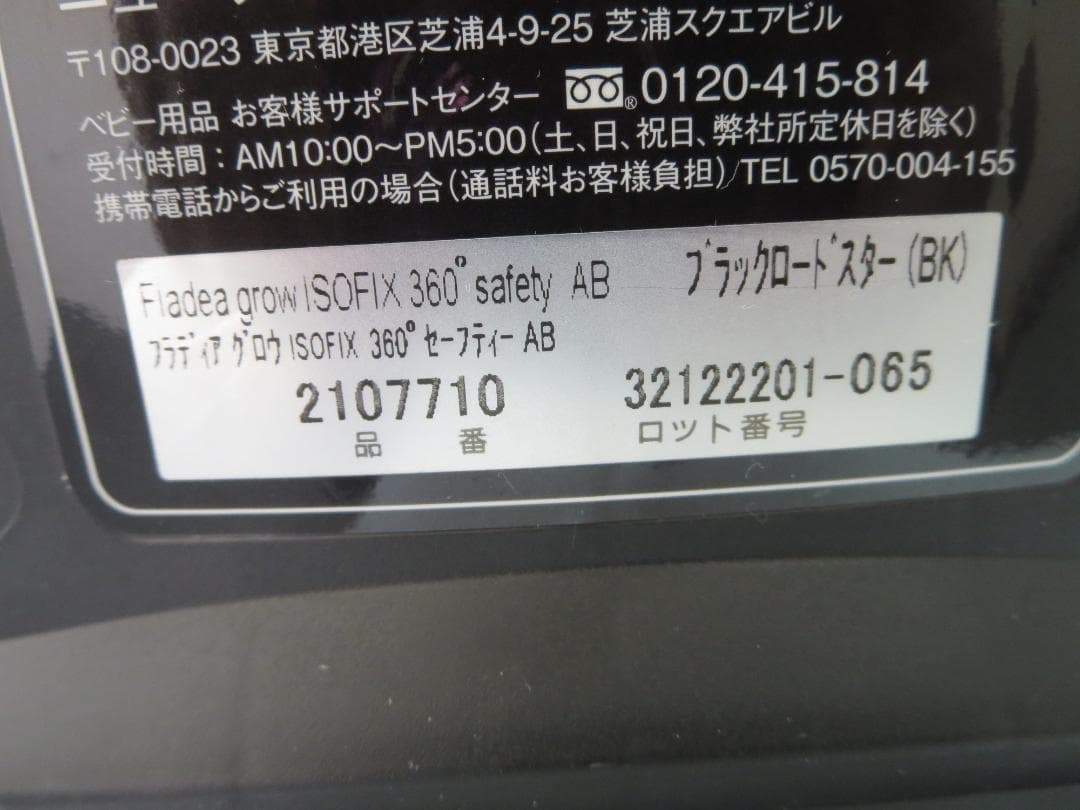 〒108-0023 東京都港区芝浦4-9-25 芝浦スクエアビル
ベビー用品 お客様サポートセンター ® 0120-415-814
受付時間：AM10:00〜PM5:00（土、日、祝日、弊社所定休日を除く）
携帯電話からご利用の場合（通話料お客様負担）/TEL 0570-004-155
Fladea grow ISOFIX 360° safety AB ブラックロードスター(BK)
フラディア グロウ ISOFIX 360° セーフティー AB
2107710 32122201-065
品番 ロット番号